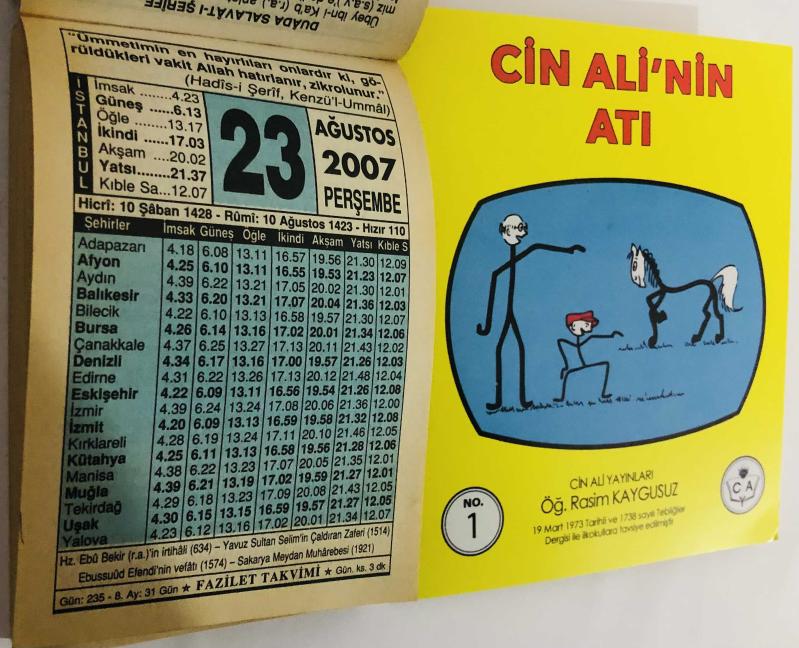 Übey ibn-i Ka'b (r.a.)
DUÂDA SALAVÂT-I ŞERÎFE
"Ümmetimin en hayırlıları onlardır ki, gö-
rüldükleri vakit Allah hatırlanır, zikrolunur."
(Hadîs-i Şerîf, Kenzü'l-Ummâl)
İSTANBUL
İmsak ........4.23
Güneş ......6.13
Öğle .........13.17
İkindi ......17.03
Akşam ....20.02
Yatsı.......21.37
Kıble Sa...12.07
23
AĞUSTOS
2007
PERŞEMBE
Hicrî: 10 Şâban 1428 - Rûmî: 10 Ağustos 1423 - Hızır 110
Şehirler İmsak Güneş Öğle İkindi Akşam Yatsı Kıble S
Adapazarı 4.18 6.08 13.11 16.57 19.56 21.30 12.09
Afyon 4.25 6.10 13.11 16.55 19.53 21.23 12.07
Aydın 4.39 6.22 13.21 17.05 20.02 21.30 12.01
Balıkesir 4.33 6.20 13.21 17.07 20.04 21.36 12.03
Bilecik 4.22 6.10 13.13 16.58 19.57 21.30 12.07
Bursa 4.26 6.14 13.16 17.02 20.01 21.34 12.06
Çanakkale 4.37 6.25 13.27 17.13 20.11 21.43 12.02
Denizli 4.34 6.17 13.16 17.00 19.57 21.26 12.03
Edirne 4.31 6.22 13.26 17.13 20.12 21.48 12.04
Eskişehir 4.22 6.09 13.11 16.56 19.54 21.26 12.08
İzmir 4.39 6.24 13.24 17.08 20.06 21.36 12.00
İzmit 4.20 6.09 13.13 16.59 19.58 21.32 12.08
Kırklareli 4.28 6.19 13.24 17.11 20.10 21.46 12.05
Kütahya 4.25 6.11 13.13 16.58 19.56 21.28 12.06
Manisa 4.38 6.22 13.23 17.07 20.05 21.35 12.01
Muğla 4.39 6.21 13.19 17.02 19.59 21.27 12.01
Tekirdağ 4.29 6.18 13.23 17.09 20.08 21.43 12.05
Uşak 4.30 6.15 13.15 16.59 19.57 21.27 12.05
Yalova 4.23 6.12 13.16 17.02 20.01 21.34 12.07
Hz. Ebû Bekir (r.a.)'in irtihâli (634) – Yavuz Sultan Selim'in Çaldıran Zaferi (1514)
Ebussuûd Efendi'nin vefâtı (1574) – Sakarya Meydan Muhârebesi (1921)
Gün: 235 - 8. Ay: 31 Gün ★ FAZİLET TAKVİMİ ★ Gün. ks. 3 dk
CİN ALİ'NİN
ATI
CİN ALİ YAYINLARI
Öğ. Rasim KAYGUSUZ
19 Mart 1973 Tarihli ve 1738 sayılı Tebliğler
Dergisi ile ilkokullara tavsiye edilmiştir
NO.
1
C A